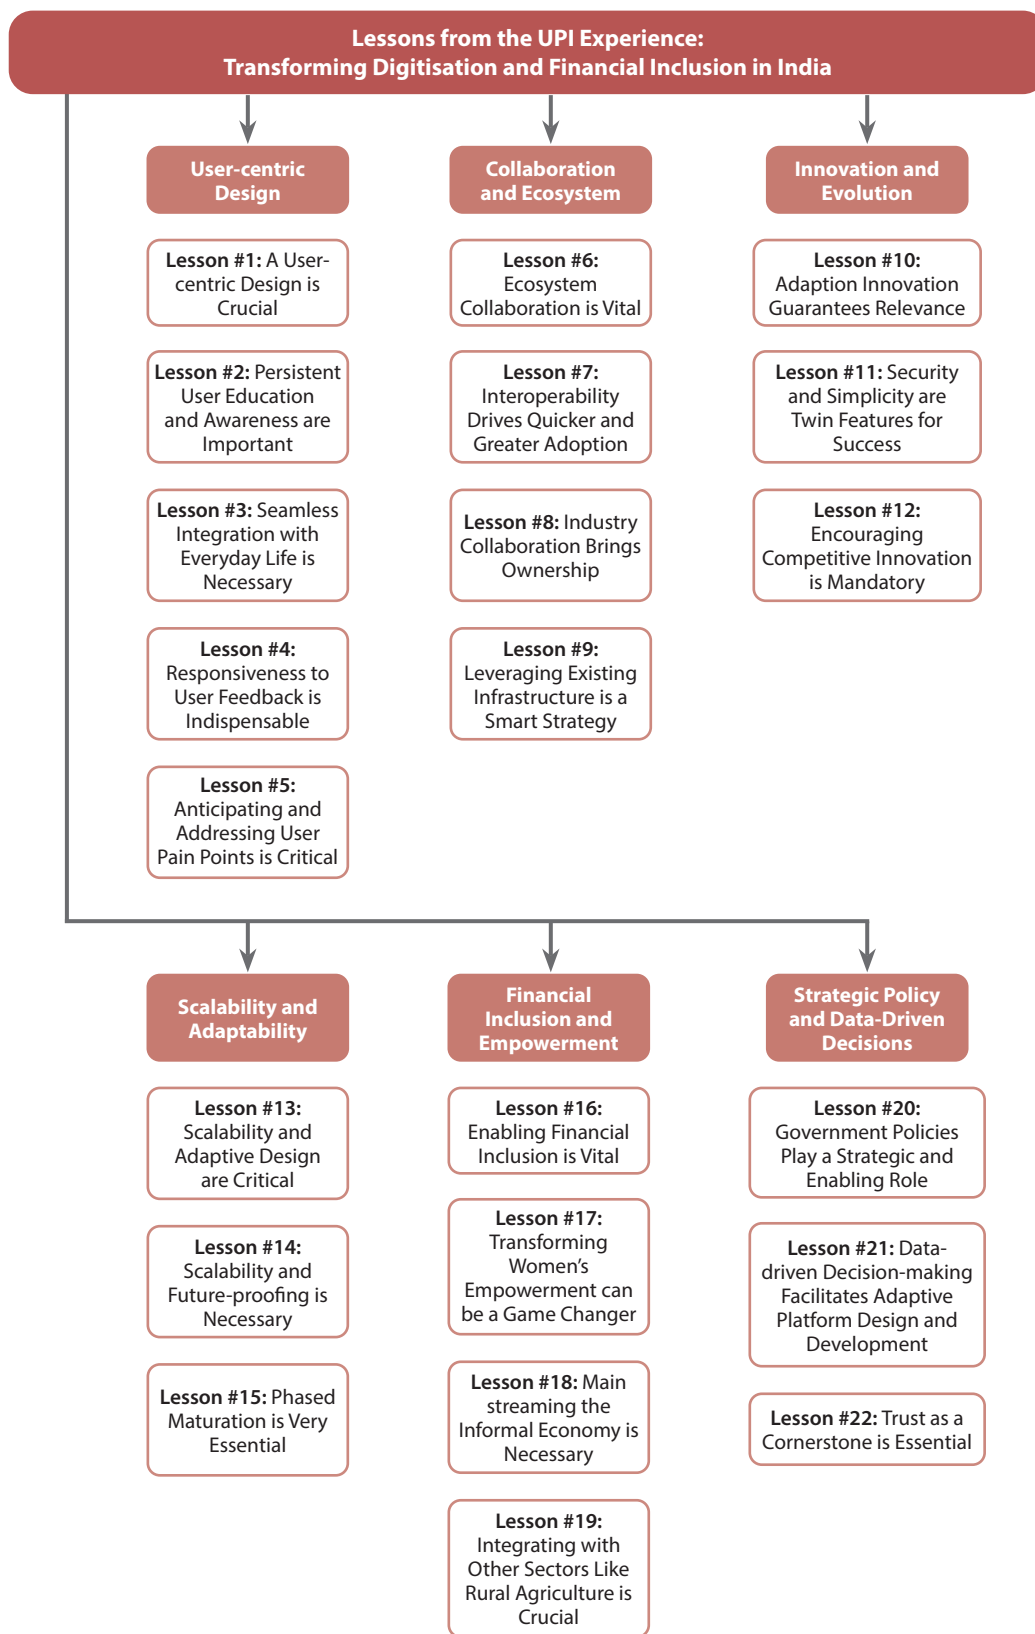 Lessons from the UPI Experience:
Transforming Digitisation and Financial Inclusion in India
User-centric
Design
Lesson #1: A User-
centric Design is
Crucial
Lesson #2: Persistent
User Education
and Awareness are
Important
Lesson #3: Seamless
Integration with
Everyday Life is
Necessary
Lesson #4:
Responsiveness to
User Feedback is
Indispensable
Lesson #5:
Anticipating and
Addressing User
Pain Points is Critical
Collaboration
and Ecosystem
Lesson #6:
Ecosystem
Collaboration is Vital
Lesson #7:
Interoperability
Drives Quicker and
Greater Adoption
Lesson #8: Industry
Collaboration Brings
Ownership
Lesson #9:
Leveraging Existing
Infrastructure is a
Smart Strategy
Innovation and
Evolution
Lesson #10:
Adaption Innovation
Guarantees Relevance
Lesson #11: Security
and Simplicity are
Twin Features for
Success
Lesson #12:
Encouraging
Competitive Innovation
is Mandatory
Scalability and
Adaptability
Lesson #13:
Scalability and
Adaptive Design
are Critical
Lesson #14:
Scalability and
Future-proofing is
Necessary
Lesson #15: Phased
Maturation is Very
Essential
Financial
Inclusion and
Empowerment
Lesson #16:
Enabling Financial
Inclusion is Vital
Lesson #17:
Transforming
Women's
Empowerment can
be a Game Changer
Lesson #18: Main
streaming the
Informal Economy is
Necessary
Lesson #19:
Integrating with
Other Sectors Like
Rural Agriculture is
Crucial
Strategic Policy
and Data-Driven
Decisions
Lesson #20:
Government Policies
Play a Strategic and
Enabling Role
Lesson #21: Data-
driven Decision-making
Facilitates Adaptive
Platform Design and
Development
Lesson #22: Trust as a
Cornerstone is Essential